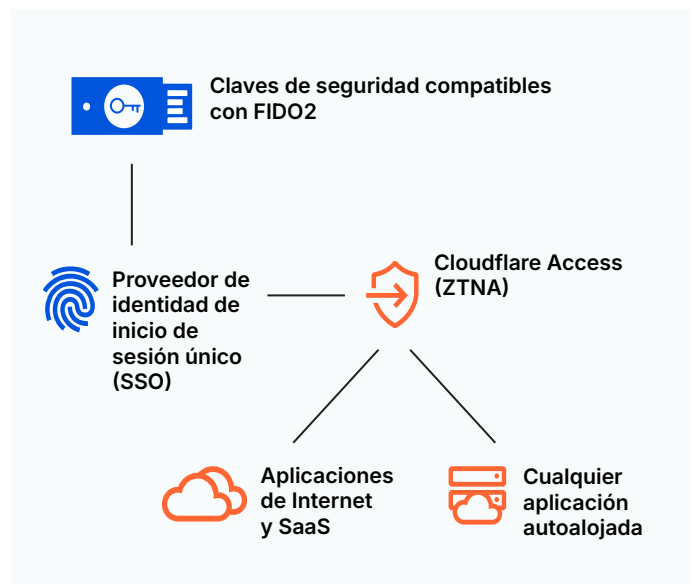 Claves de seguridad compatibles
con FIDO2
Proveedor de
identidad de
inicio de
sesión único
(SSO)
Cloudflare Access
(ZTNA)
Aplicaciones
de Internet
y SaaS
Cualquier
aplicación
autoalojada